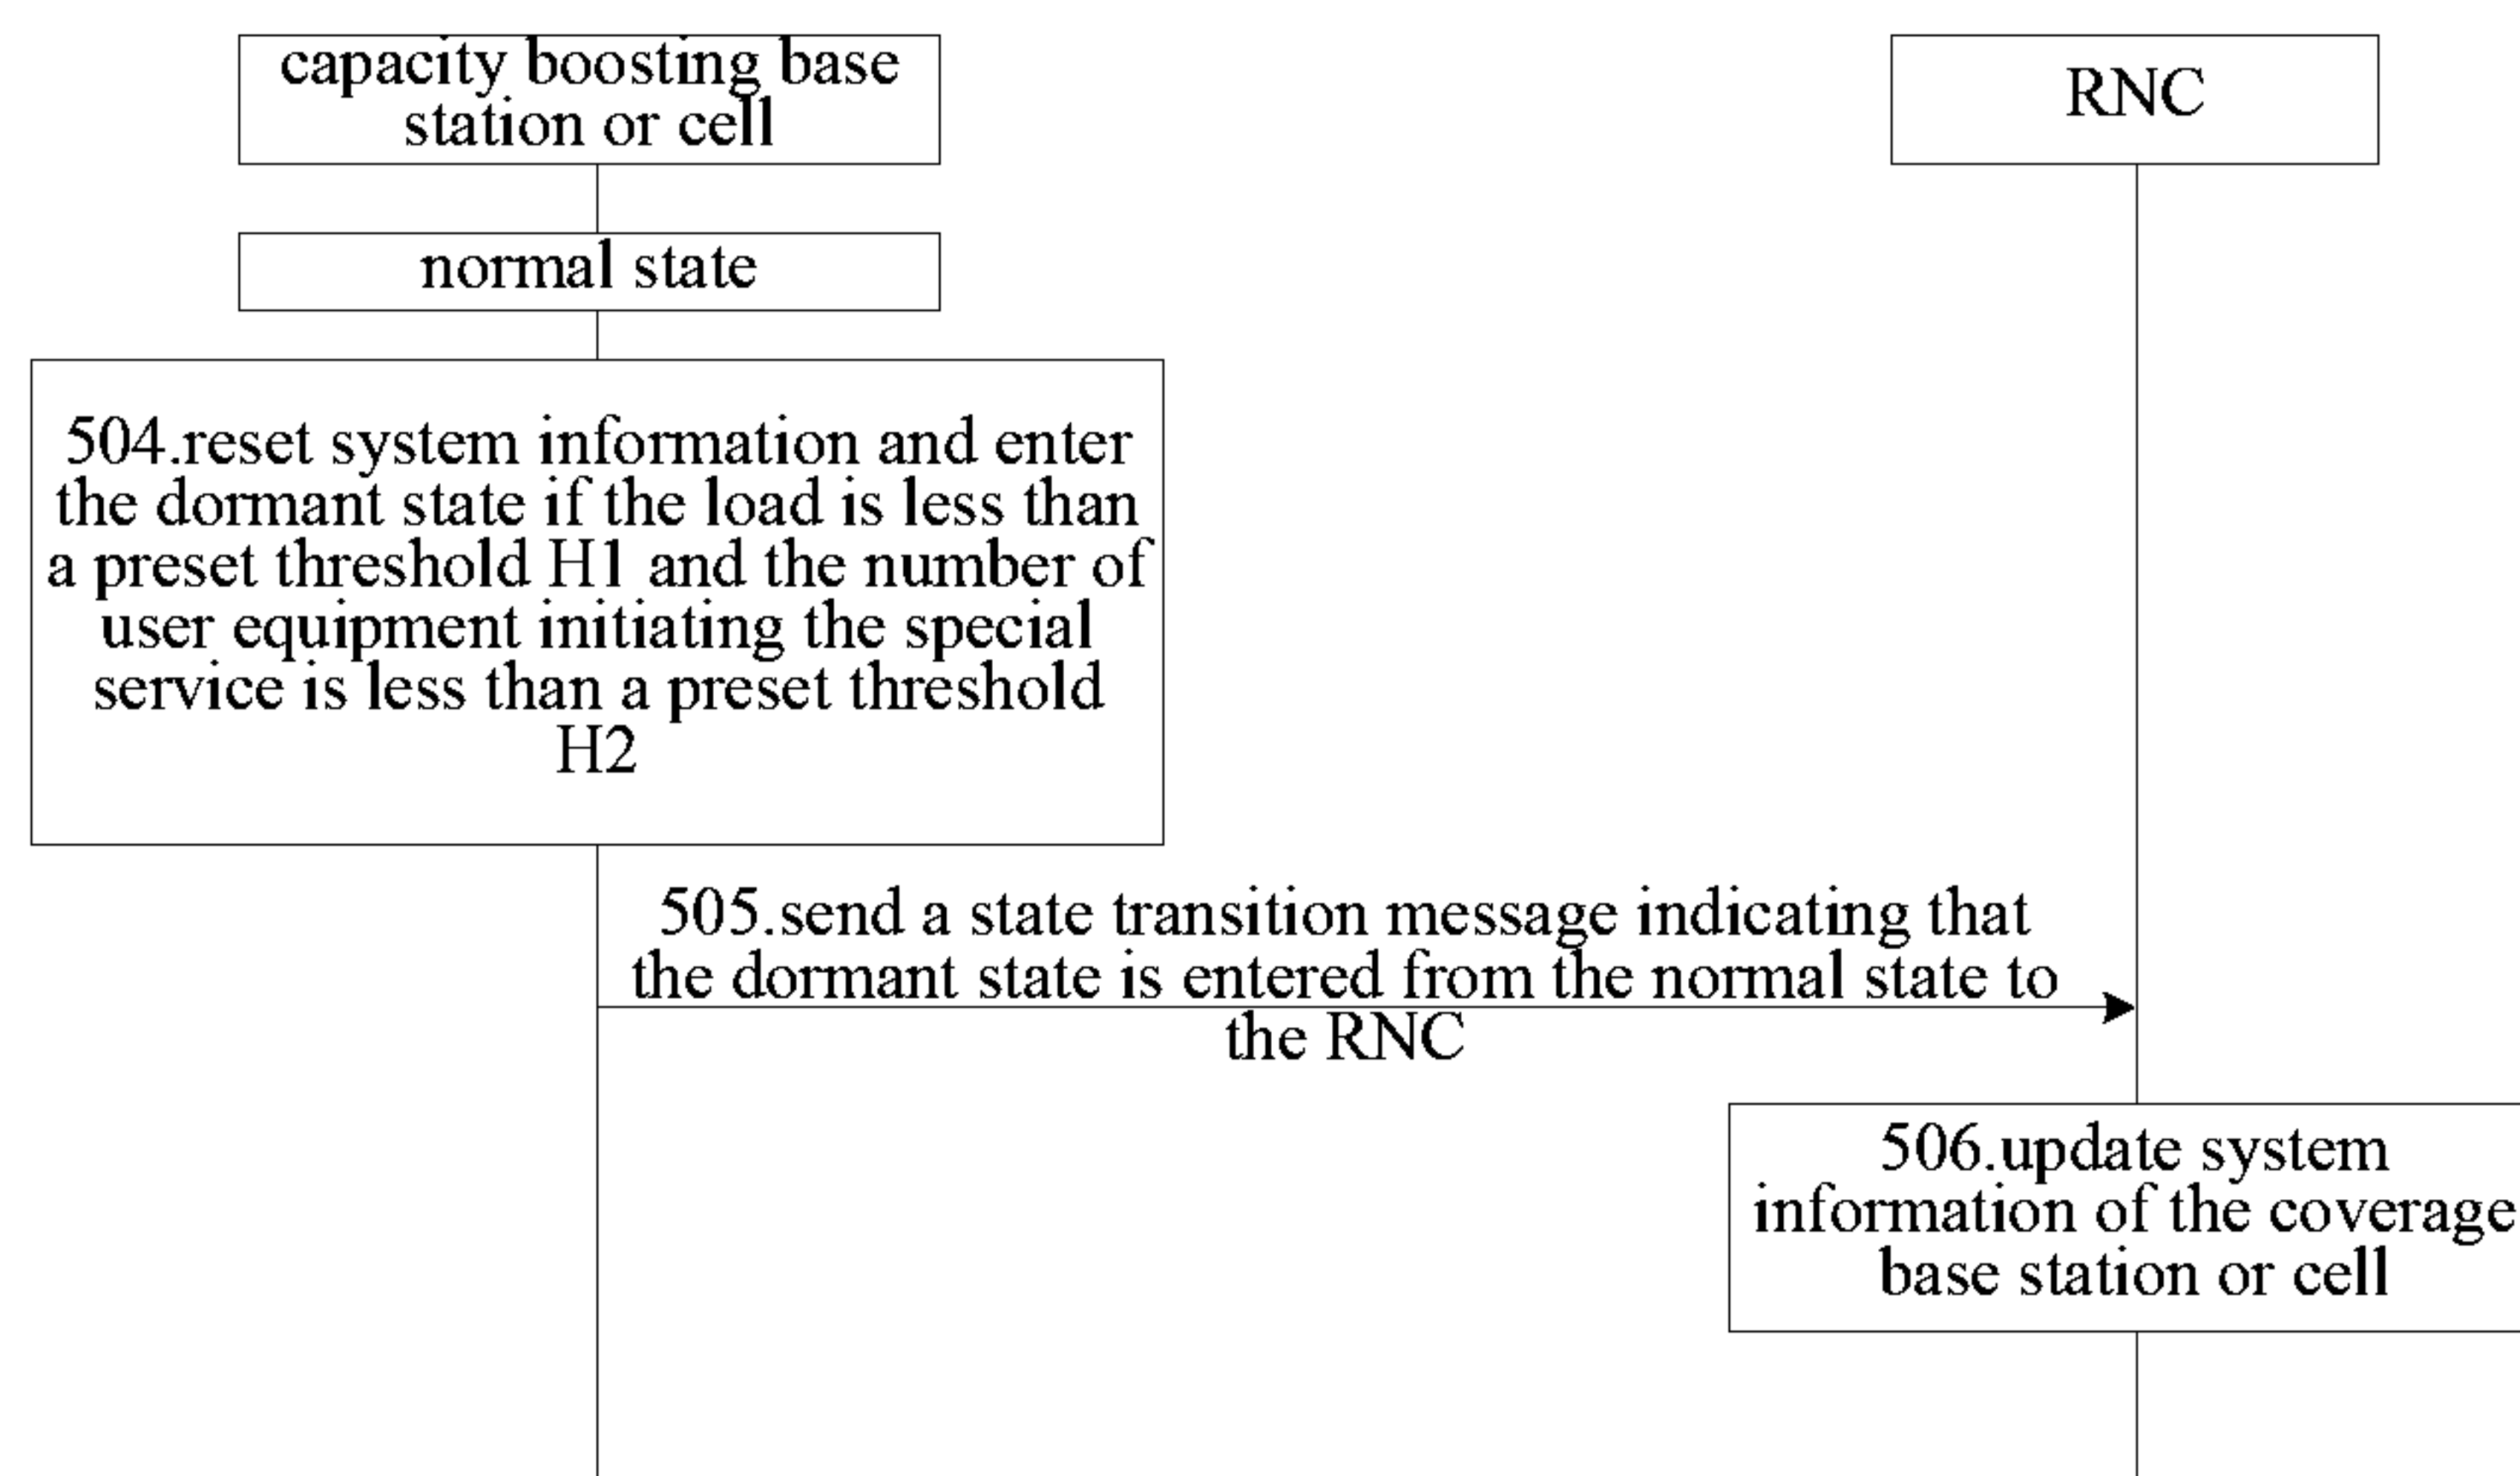 capacity boosting base
station or cell
RNC
normal state
504.reset system information and enter
the dormant state if the load is less than
a preset threshold H1 and the number of
user equipment initiating the special
service is less than a preset threshold
H2
505.send a state transition message indicating that
the dormant state is entered from the normal state to
the RNC
506.update system
information of the coverage
base station or cell